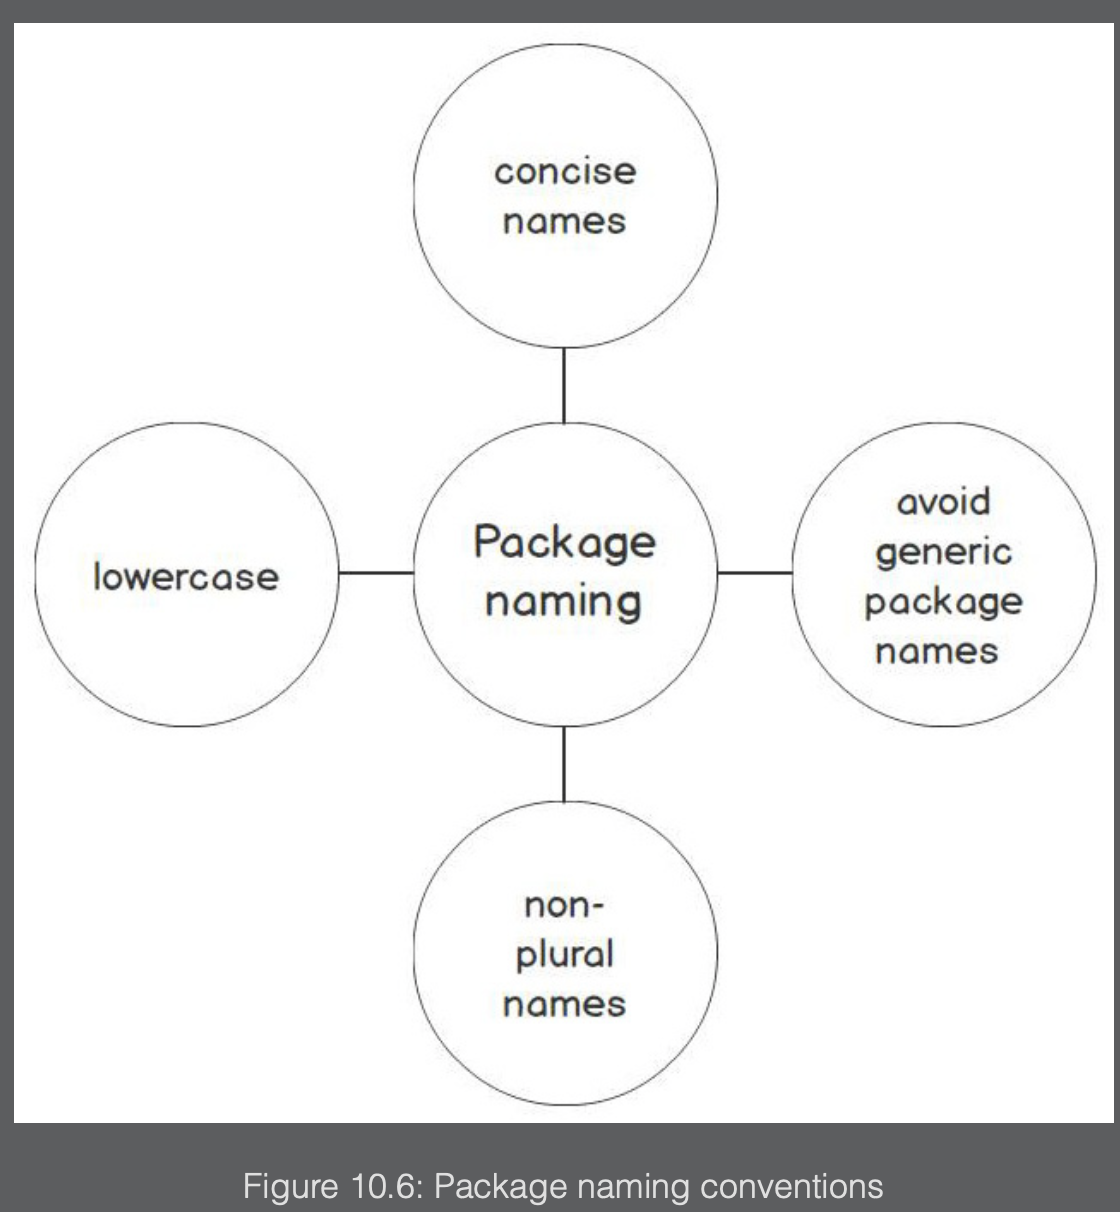 concise
names
lowercase
Package
naming
avoid
generic
package
names
non-
plural
names
Figure 10.6: Package naming conventions